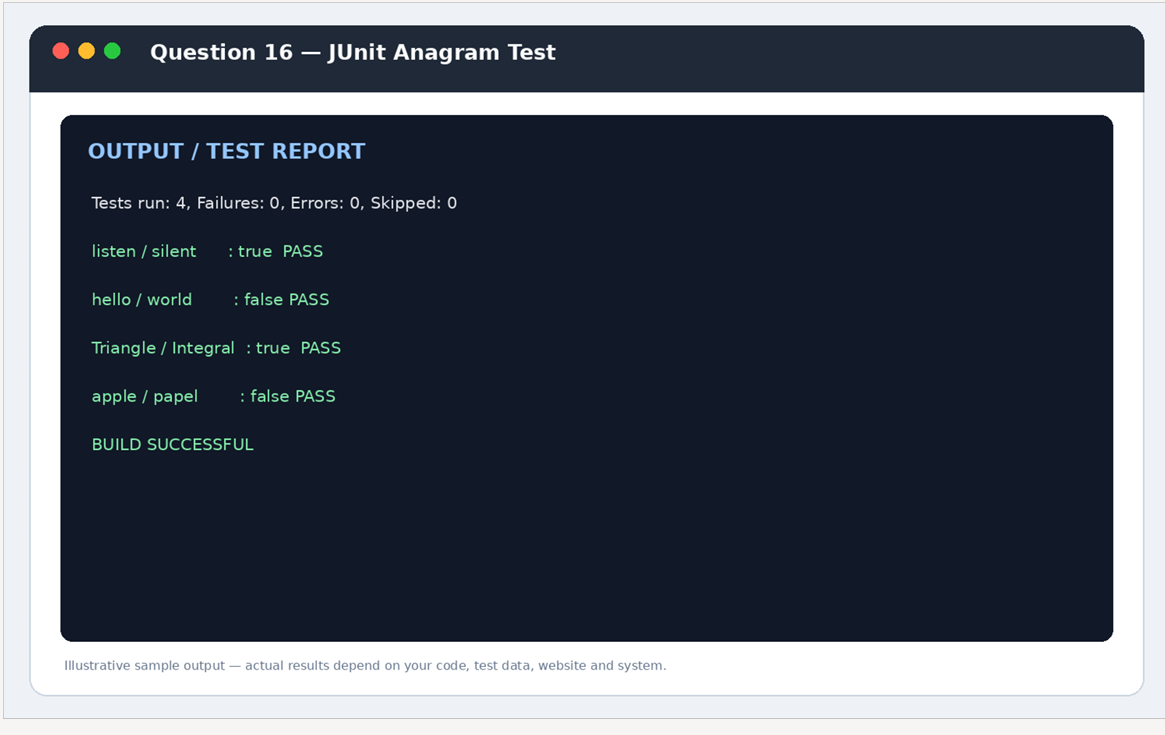 Question 16 — JUnit Anagram Test
OUTPUT / TEST REPORT
Tests run: 4, Failures: 0, Errors: 0, Skipped: 0
listen / silent      : true  PASS
hello / world        : false PASS
Triangle / Integral  : true  PASS
apple / papel        : false PASS
BUILD SUCCESSFUL
Illustrative sample output — actual results depend on your code, test data, website and system.